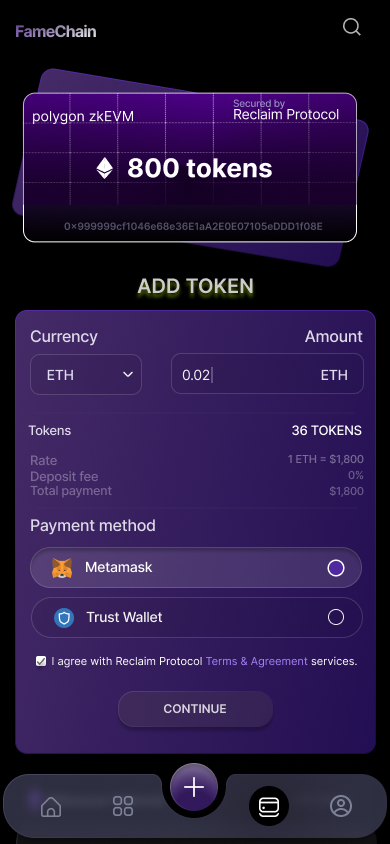 FameChain
polygon zkEVM
Secured by
Reclaim Protocol
800 tokens
0x999999cf1046e68e36E1aA2E0E07105eDDD1f08E
ADD TOKEN
Currency Amount
ETH 0.02 ETH
Tokens 36 TOKENS
Rate 1 ETH = $1,800
Deposit fee 0%
Total payment $1,800
Payment method
Metamask
Trust Wallet
I agree with Reclaim Protocol Terms & Agreement services.
CONTINUE